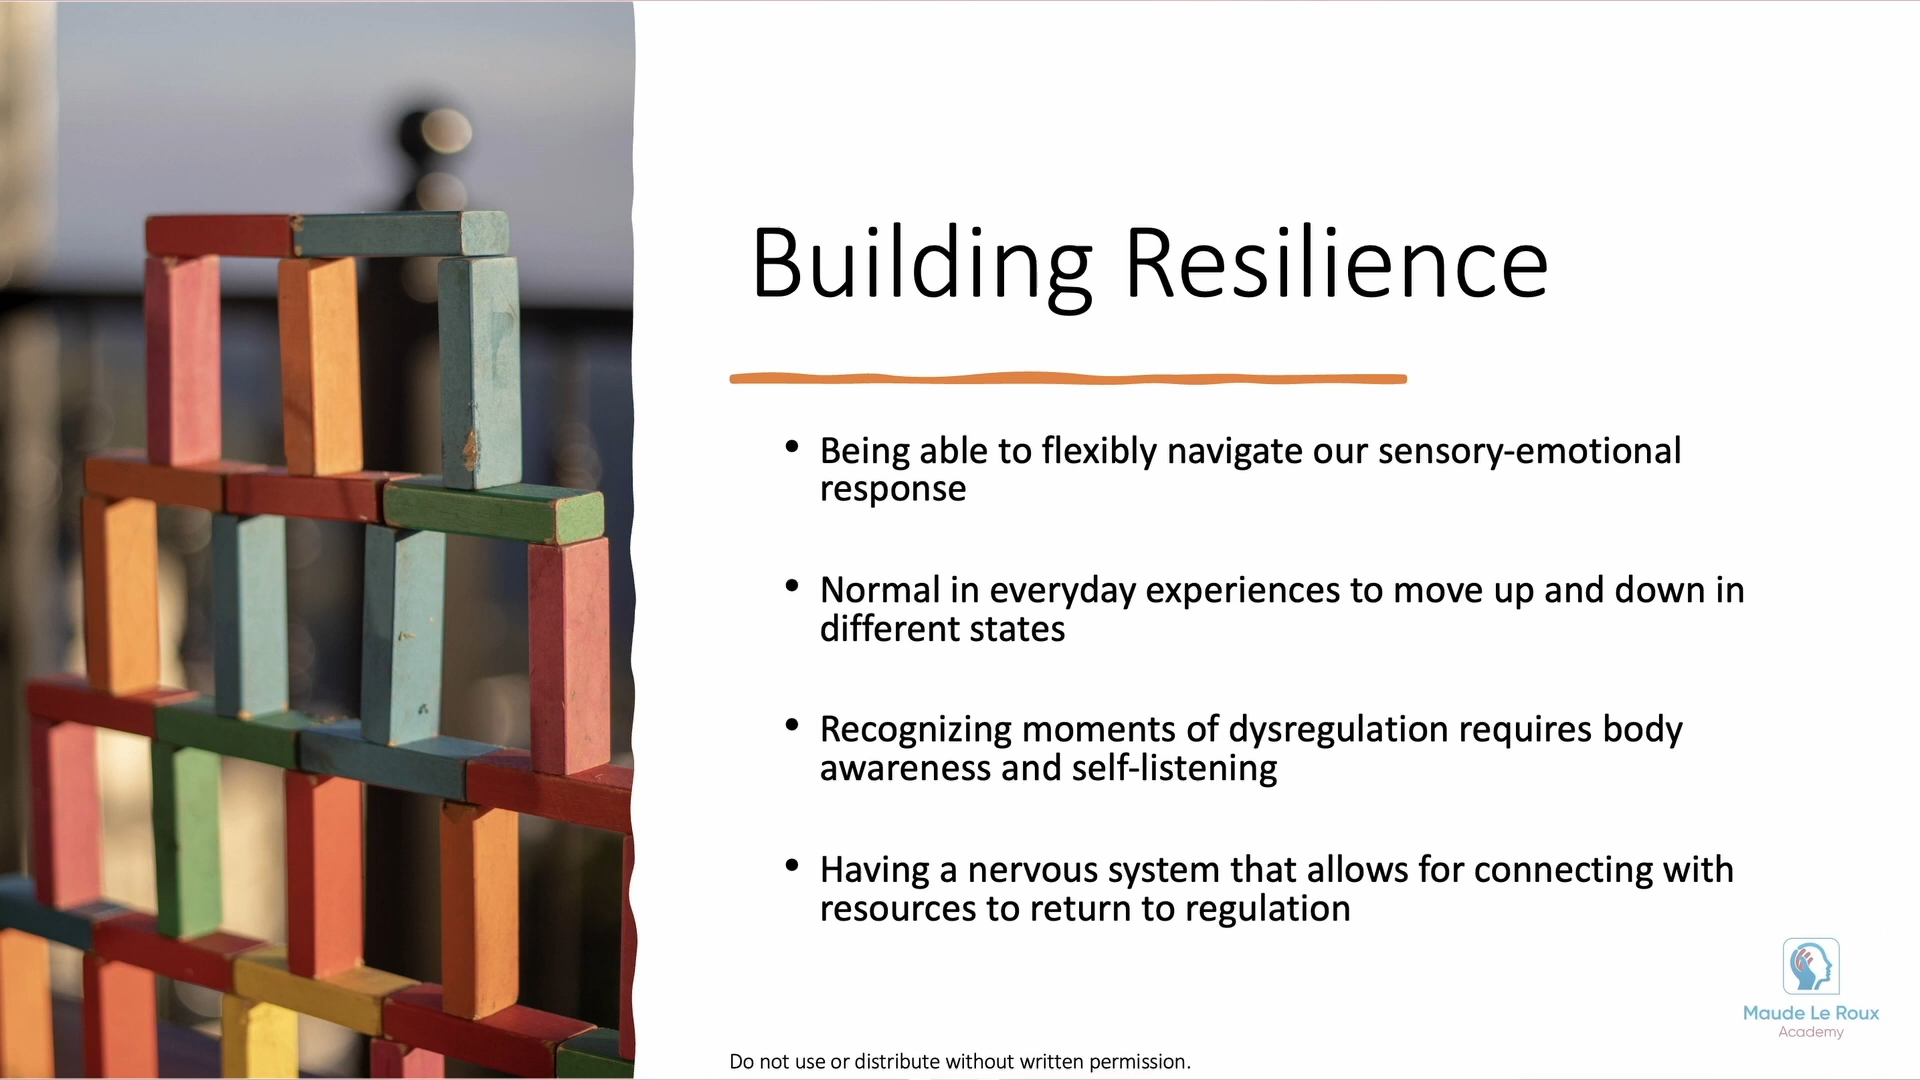 Building Resilience
• Being able to flexibly navigate our sensory-emotional
response
• Normal in everyday experiences to move up and down in
different states
• Recognizing moments of dysregulation requires body
awareness and self-listening
• Having a nervous system that allows for connecting with
resources to return to regulation
Maude Le Roux
Academy
Do not use or distribute without written permission.